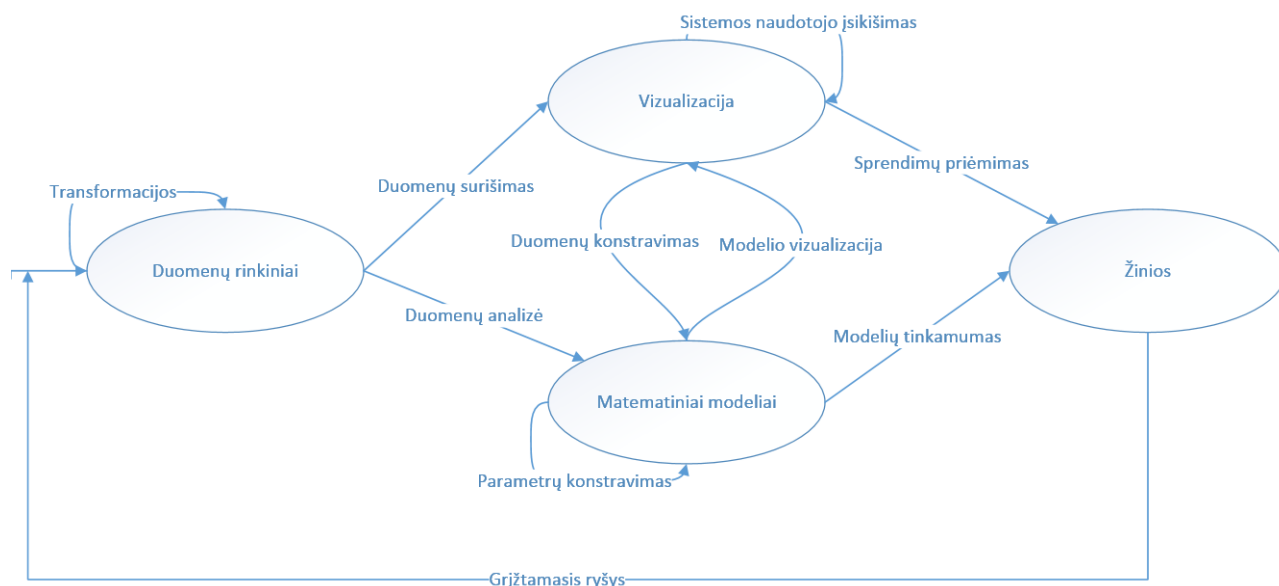 Sistemos naudotojo įsikišimas
Vizualizacija
Sprendimų priėmimas
Duomenų surišimas
Transformacijos
Duomenų konstravimas
Modelio vizualizacija
Duomenų rinkiniai
Žinios
Duomenų analizė
Modelių tinkamumas
Matematiniai modeliai
Parametrų konstravimas
Grįžtamasis ryšys